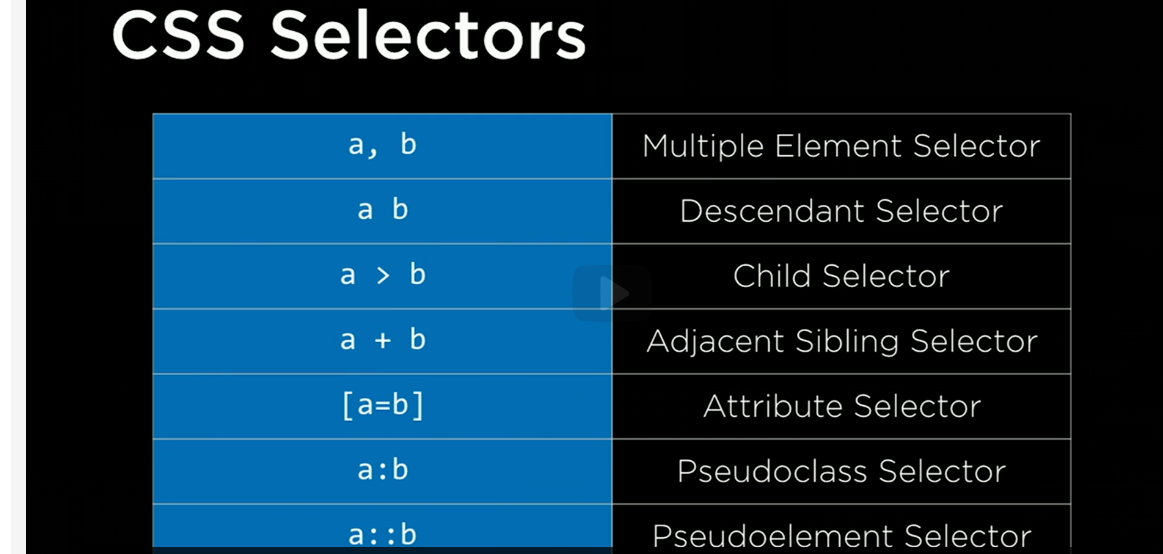 CSS Selectors
a, b Multiple Element Selector
a b Descendant Selector
a > b Child Selector
a + b Adjacent Sibling Selector
[a=b] Attribute Selector
a:b Pseudoclass Selector
a::b Pseudoelement Selector